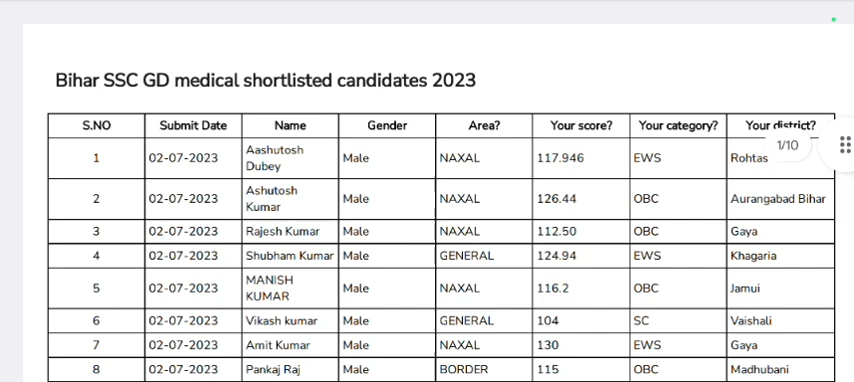 Bihar SSC GD medical shortlisted candidates 2023
S.NO Submit Date Name Gender Area? Your score? Your category? Your district?
1/10
1 02-07-2023 Aashutosh Dubey Male NAXAL 117.946 EWS Rohtas
2 02-07-2023 Ashutosh Kumar Male NAXAL 126.44 OBC Aurangabad Bihar
3 02-07-2023 Rajesh Kumar Male NAXAL 112.50 OBC Gaya
4 02-07-2023 Shubham Kumar Male GENERAL 124.94 EWS Khagaria
5 02-07-2023 MANISH KUMAR Male NAXAL 116.2 OBC Jamui
6 02-07-2023 Vikash kumar Male GENERAL 104 SC Vaishali
7 02-07-2023 Amit Kumar Male NAXAL 130 EWS Gaya
8 02-07-2023 Pankaj Raj Male BORDER 115 OBC Madhubani